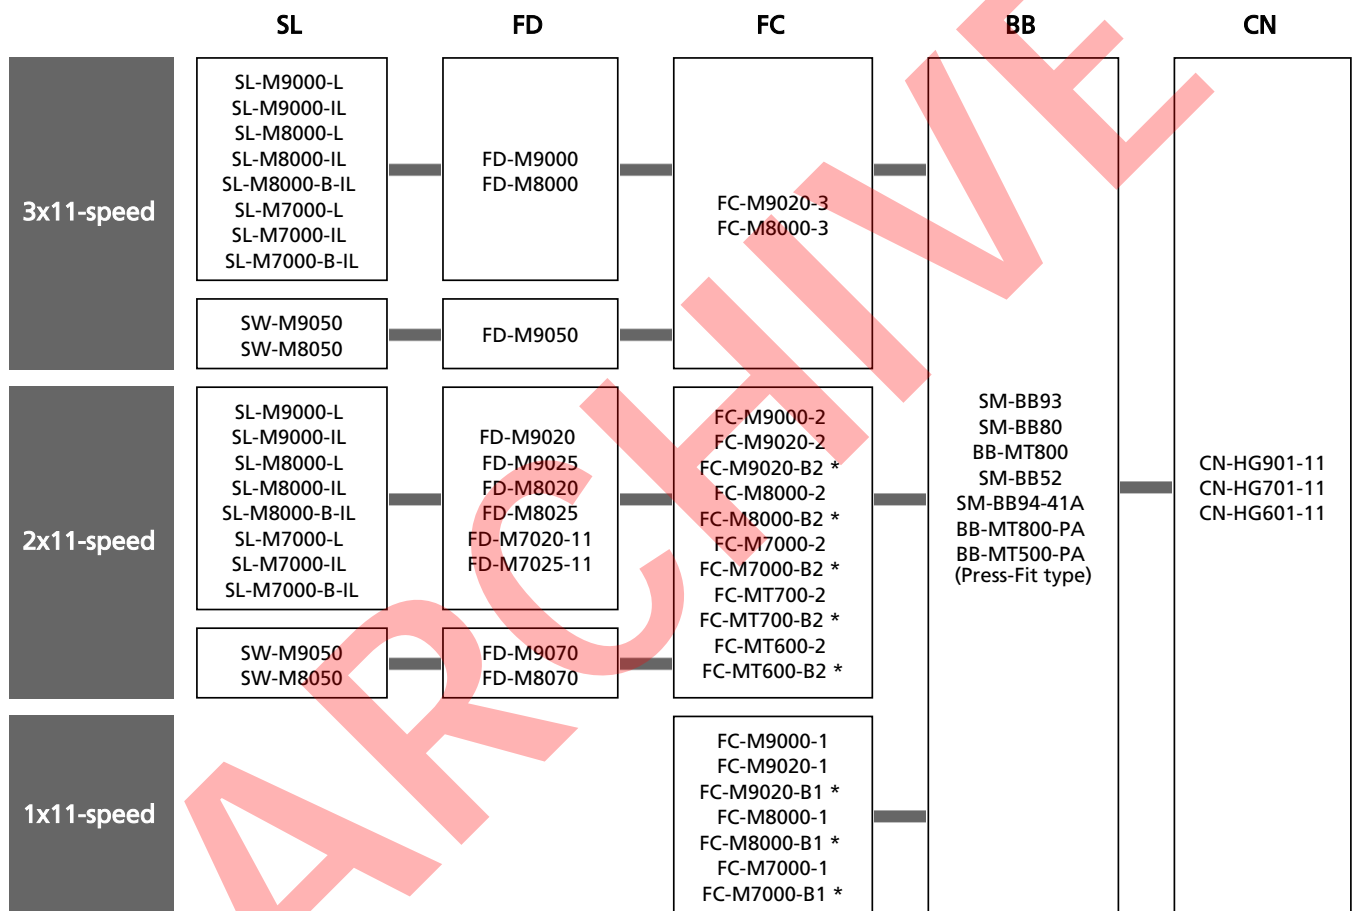 SL FD FC BB CN
3x11-speed
SL-M9000-L
SL-M9000-IL
SL-M8000-L
SL-M8000-IL
SL-M8000-B-IL
SL-M7000-L
SL-M7000-IL
SL-M7000-B-IL
FD-M9000
FD-M8000
SW-M9050
SW-M8050
FD-M9050
FC-M9020-3
FC-M8000-3
2x11-speed
SL-M9000-L
SL-M9000-IL
SL-M8000-L
SL-M8000-IL
SL-M8000-B-IL
SL-M7000-L
SL-M7000-IL
SL-M7000-B-IL
FD-M9020
FD-M9025
FD-M8020
FD-M8025
FD-M7020-11
FD-M7025-11
SW-M9050
SW-M8050
FD-M9070
FD-M8070
FC-M9000-2
FC-M9020-2
FC-M9020-B2 *
FC-M8000-2
FC-M8000-B2 *
FC-M7000-2
FC-M7000-B2 *
FC-MT700-2
FC-MT700-B2 *
FC-MT600-2
FC-MT600-B2 *
1x11-speed
FC-M9000-1
FC-M9020-1
FC-M9020-B1 *
FC-M8000-1
FC-M8000-B1 *
FC-M7000-1
FC-M7000-B1 *
SM-BB93
SM-BB80
BB-MT800
SM-BB52
SM-BB94-41A
BB-MT800-PA
BB-MT500-PA
(Press-Fit type)
CN-HG901-11
CN-HG701-11
CN-HG601-11
ARCHIVE